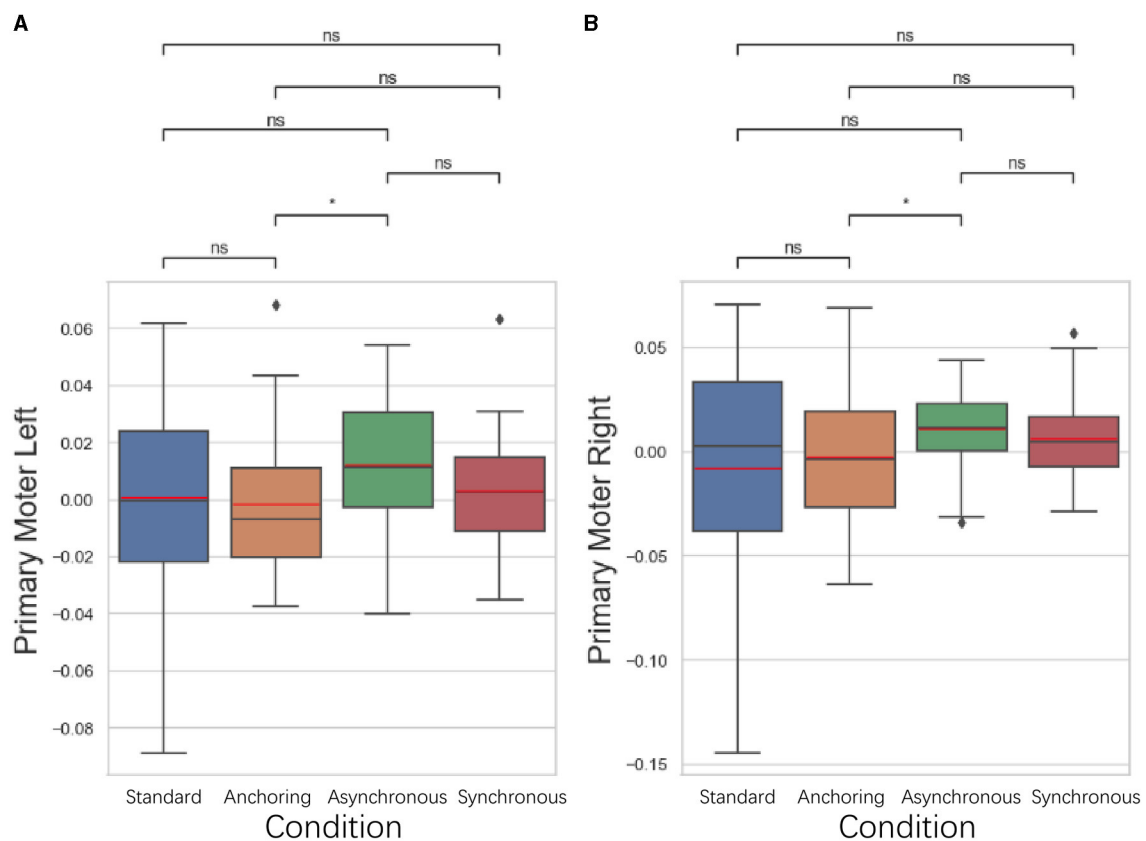 A
ns
ns
ns
ns
*
ns
0.06
0.04
0.02
0.00
−0.02
−0.04
−0.06
−0.08
Primary Moter Left
Standard Anchoring Asynchronous Synchronous
Condition
B
ns
ns
ns
ns
*
ns
0.05
0.00
−0.05
−0.10
−0.15
Primary Moter Right
Standard Anchoring Asynchronous Synchronous
Condition